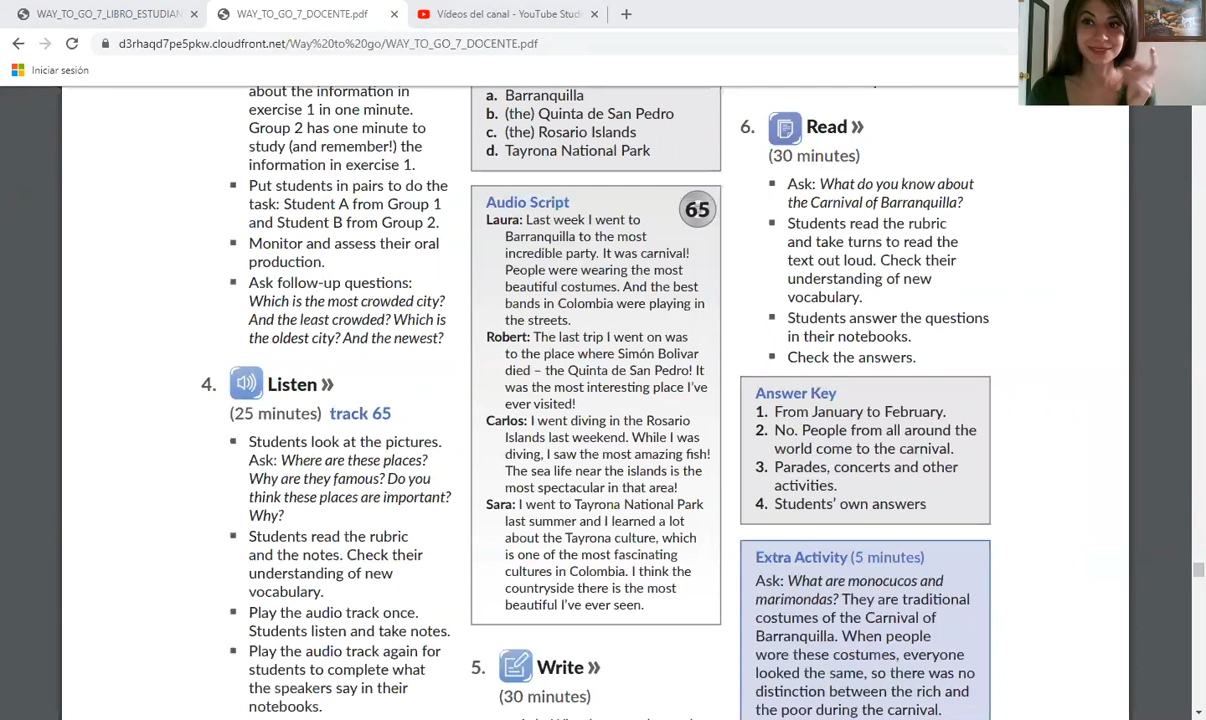 WAY_TO_GO_7_LIBRO_ESTUDIAN
WAY_TO_GO_7_DOCENTE.pdf
Vídeos del canal - YouTube Stud
d3rhaqd7pe5pkw.cloudfront.net/Way%20to%20go/WAY_TO_GO_7_DOCENTE.pdf
Iniciar sesión
about the information in
exercise 1 in one minute.
Group 2 has one minute to
study (and remember!) the
information in exercise 1.
▪ Put students in pairs to do the
task: Student A from Group 1
and Student B from Group 2.
▪ Monitor and assess their oral
production.
▪ Ask follow-up questions:
Which is the most crowded city?
And the least crowded? Which is
the oldest city? And the newest?
4. Listen »
(25 minutes) track 65
▪ Students look at the pictures.
Ask: Where are these places?
Why are they famous? Do you
think these places are important?
Why?
▪ Students read the rubric
and the notes. Check their
understanding of new
vocabulary.
▪ Play the audio track once.
Students listen and take notes.
▪ Play the audio track again for
students to complete what
the speakers say in their
notebooks.
a. Barranquilla
b. (the) Quinta de San Pedro
c. (the) Rosario Islands
d. Tayrona National Park
Audio Script
65
Laura: Last week I went to
Barranquilla to the most
incredible party. It was carnival!
People were wearing the most
beautiful costumes. And the best
bands in Colombia were playing in
the streets.
Robert: The last trip I went on was
to the place where Simón Bolivar
died – the Quinta de San Pedro! It
was the most interesting place I've
ever visited!
Carlos: I went diving in the Rosario
Islands last weekend. While I was
diving, I saw the most amazing fish!
The sea life near the islands is the
most spectacular in that area!
Sara: I went to Tayrona National Park
last summer and I learned a lot
about the Tayrona culture, which
is one of the most fascinating
cultures in Colombia. I think the
countryside there is the most
beautiful I've ever seen.
5. Write »
(30 minutes)
6. Read »
(30 minutes)
▪ Ask: What do you know about
the Carnival of Barranquilla?
▪ Students read the rubric
and take turns to read the
text out loud. Check their
understanding of new
vocabulary.
▪ Students answer the questions
in their notebooks.
▪ Check the answers.
Answer Key
1. From January to February.
2. No. People from all around the
world come to the carnival.
3. Parades, concerts and other
activities.
4. Students' own answers
Extra Activity (5 minutes)
Ask: What are monocucos and
marimondas? They are traditional
costumes of the Carnival of
Barranquilla. When people
wore these costumes, everyone
looked the same, so there was no
distinction between the rich and
the poor during the carnival.